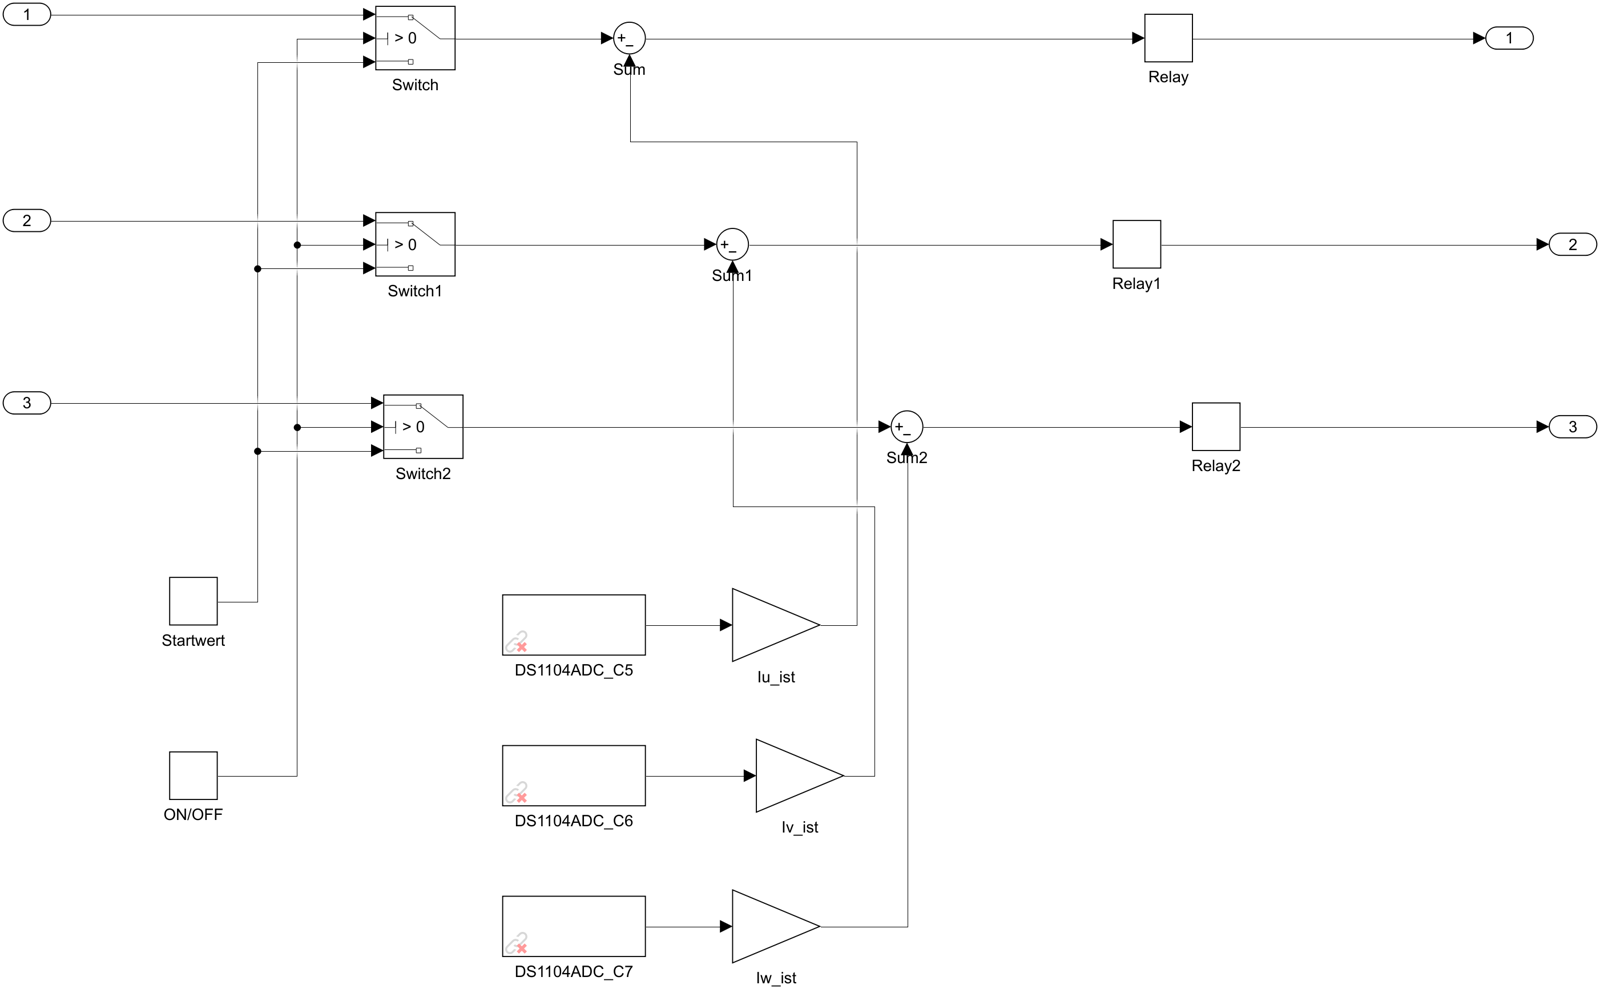 1
> 0
Switch
+
−
Sum
Relay
1
2
> 0
Switch1
+
−
Sum1
Relay1
2
3
> 0
Switch2
+
−
Sum2
Relay2
3
Startwert
DS1104ADC_C5
Iu_ist
ON/OFF
DS1104ADC_C6
Iv_ist
DS1104ADC_C7
Iw_ist